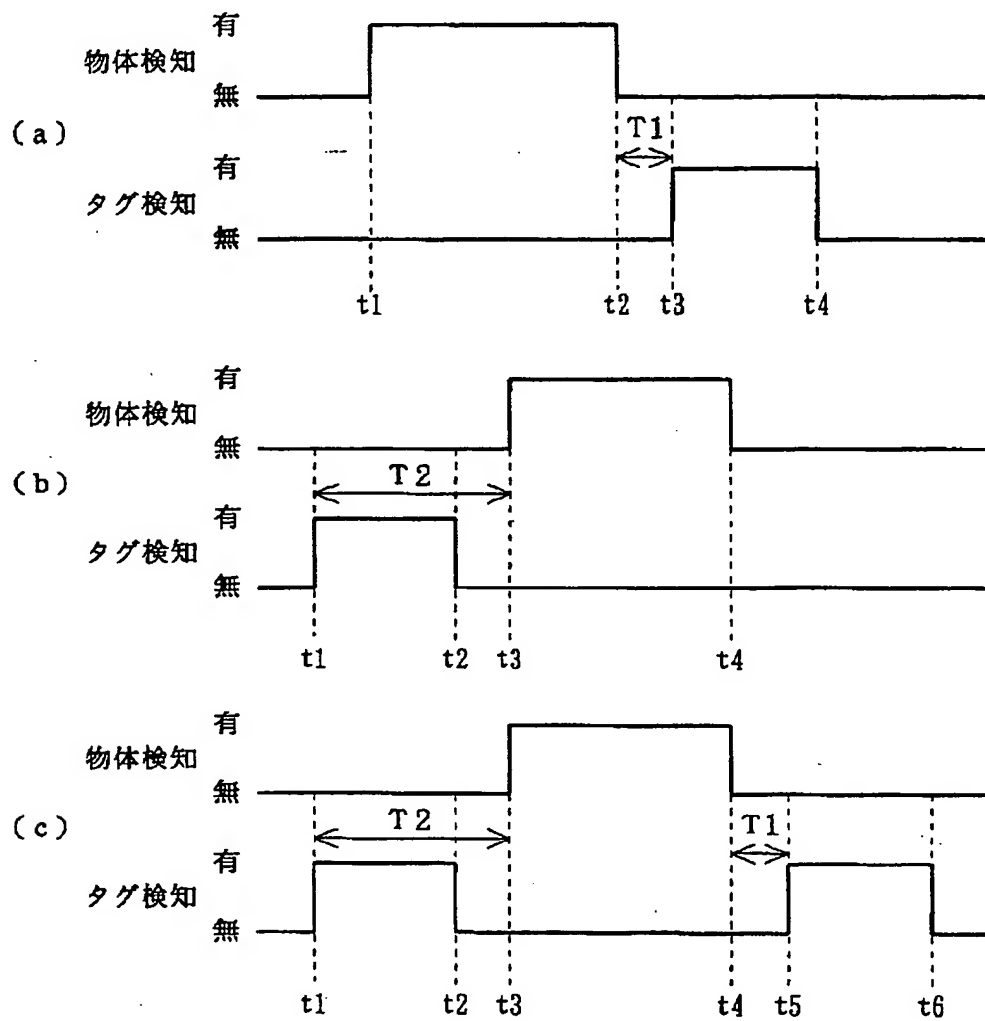 有
物体検知
無
(a)
T1
有
タグ検知
無
t1 t2 t3 t4
有
物体検知
無
(b)
T2
有
タグ検知
無
t1 t2 t3 t4
有
物体検知
無
(c)
T2
T1
有
タグ検知
無
t1 t2 t3 t4 t5 t6